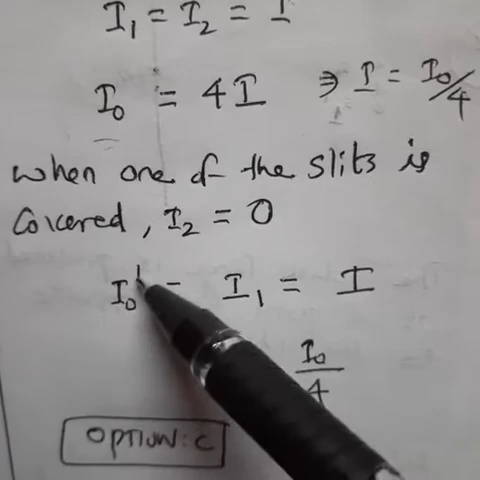 I₁ = I₂ = I
I₀ = 4I ⇒ I = I₀/4
when one of the slits is
covered, I₂ = 0
I₀' = I₁ = I
I₀/4
OPTION: C